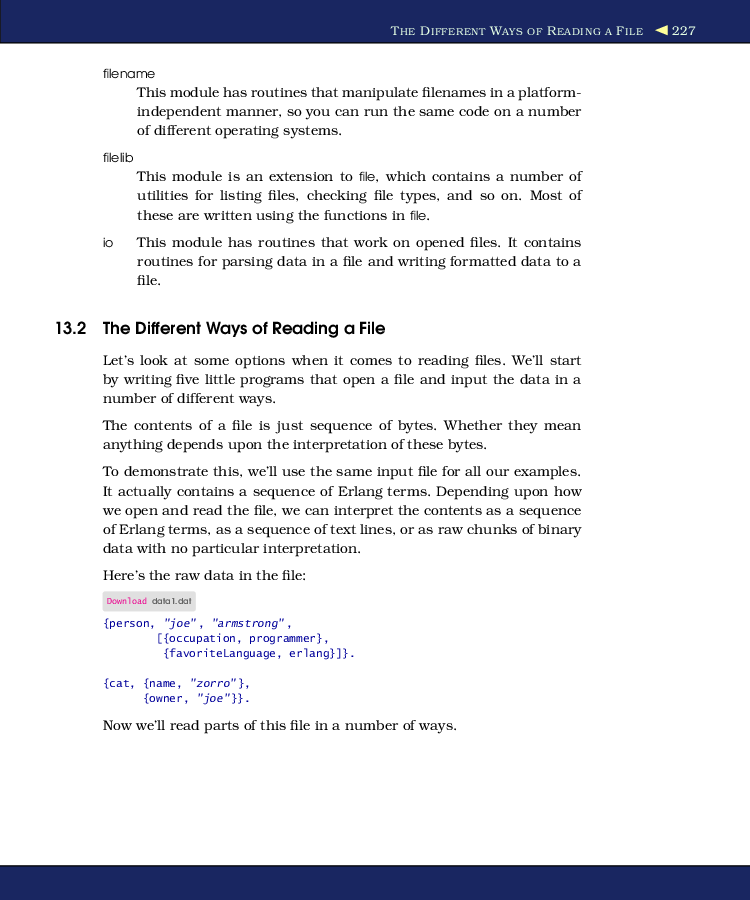 THE DIFFERENT WAYS OF READING A FILE ◀ 227
filename
This module has routines that manipulate filenames in a platform-
independent manner, so you can run the same code on a number
of different operating systems.
filelib
This module is an extension to file, which contains a number of
utilities for listing files, checking file types, and so on. Most of
these are written using the functions in file.
io This module has routines that work on opened files. It contains
routines for parsing data in a file and writing formatted data to a
file.
13.2 The Different Ways of Reading a File
Let's look at some options when it comes to reading files. We'll start
by writing five little programs that open a file and input the data in a
number of different ways.
The contents of a file is just sequence of bytes. Whether they mean
anything depends upon the interpretation of these bytes.
To demonstrate this, we'll use the same input file for all our examples.
It actually contains a sequence of Erlang terms. Depending upon how
we open and read the file, we can interpret the contents as a sequence
of Erlang terms, as a sequence of text lines, or as raw chunks of binary
data with no particular interpretation.
Here's the raw data in the file:
Download data1.dat
{person, "joe", "armstrong",
[{occupation, programmer},
{favoriteLanguage, erlang}]}.
{cat, {name, "zorro"},
{owner, "joe"}}.
Now we'll read parts of this file in a number of ways.